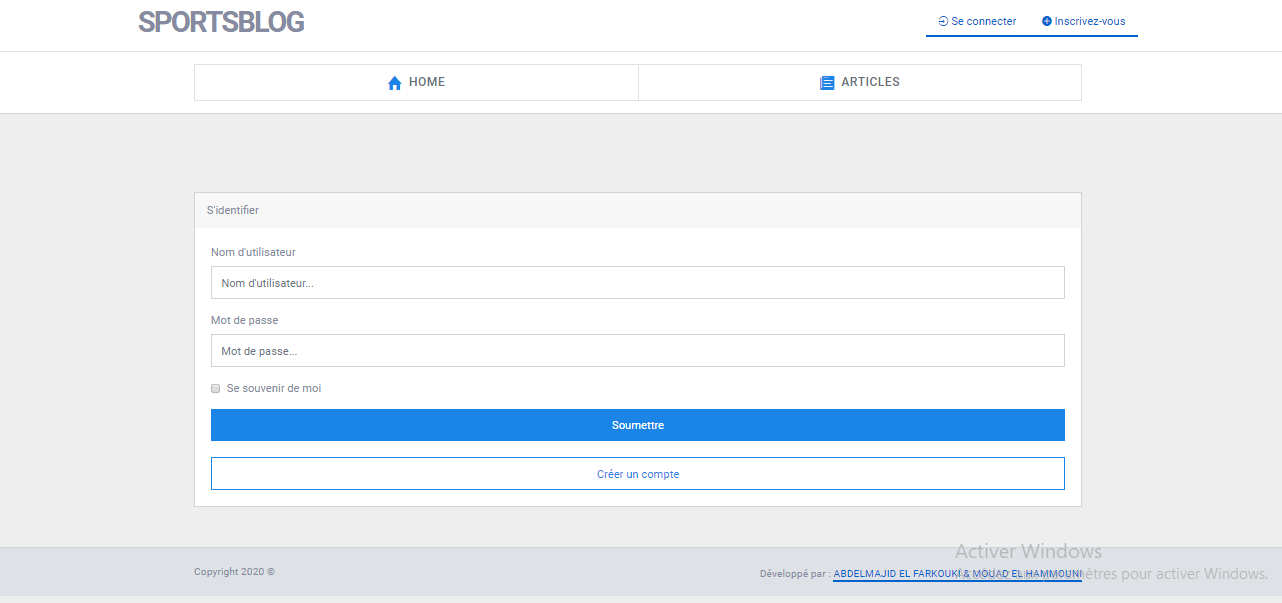 SPORTSBLOG
Se connecter
Inscrivez-vous
HOME
ARTICLES
S'identifier
Nom d'utilisateur
Nom d'utilisateur...
Mot de passe
Mot de passe...
Se souvenir de moi
Soumettre
Créer un compte
Activer Windows
Copyright 2020 ©
Développé par : ABDELMAJID EL FARKOUKI & MOUAD EL HAMMOUNI
paramètres pour activer Windows.